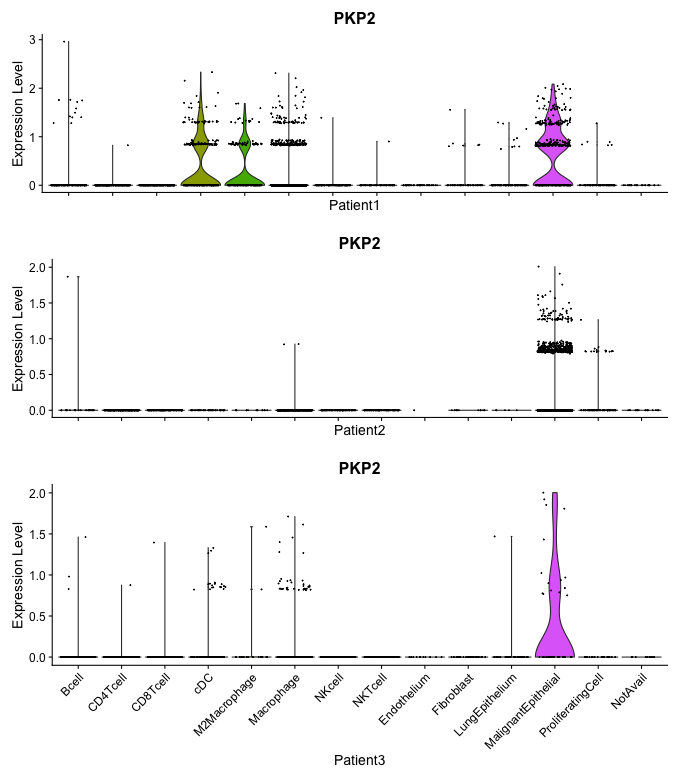 PKP2
Expression Level
3
2
1
0
Patient1
PKP2
Expression Level
2.0
1.5
1.0
0.5
0.0
Patient2
PKP2
Expression Level
2.0
1.5
1.0
0.5
0.0
Bcell
CD4Tcell
CD8Tcell
cDC
M2Macrophage
Macrophage
NKcell
NKTcell
Endothelium
Fibroblast
LungEpithelium
MalignantEpithelial
ProliferatingCell
NotAvail
Patient3